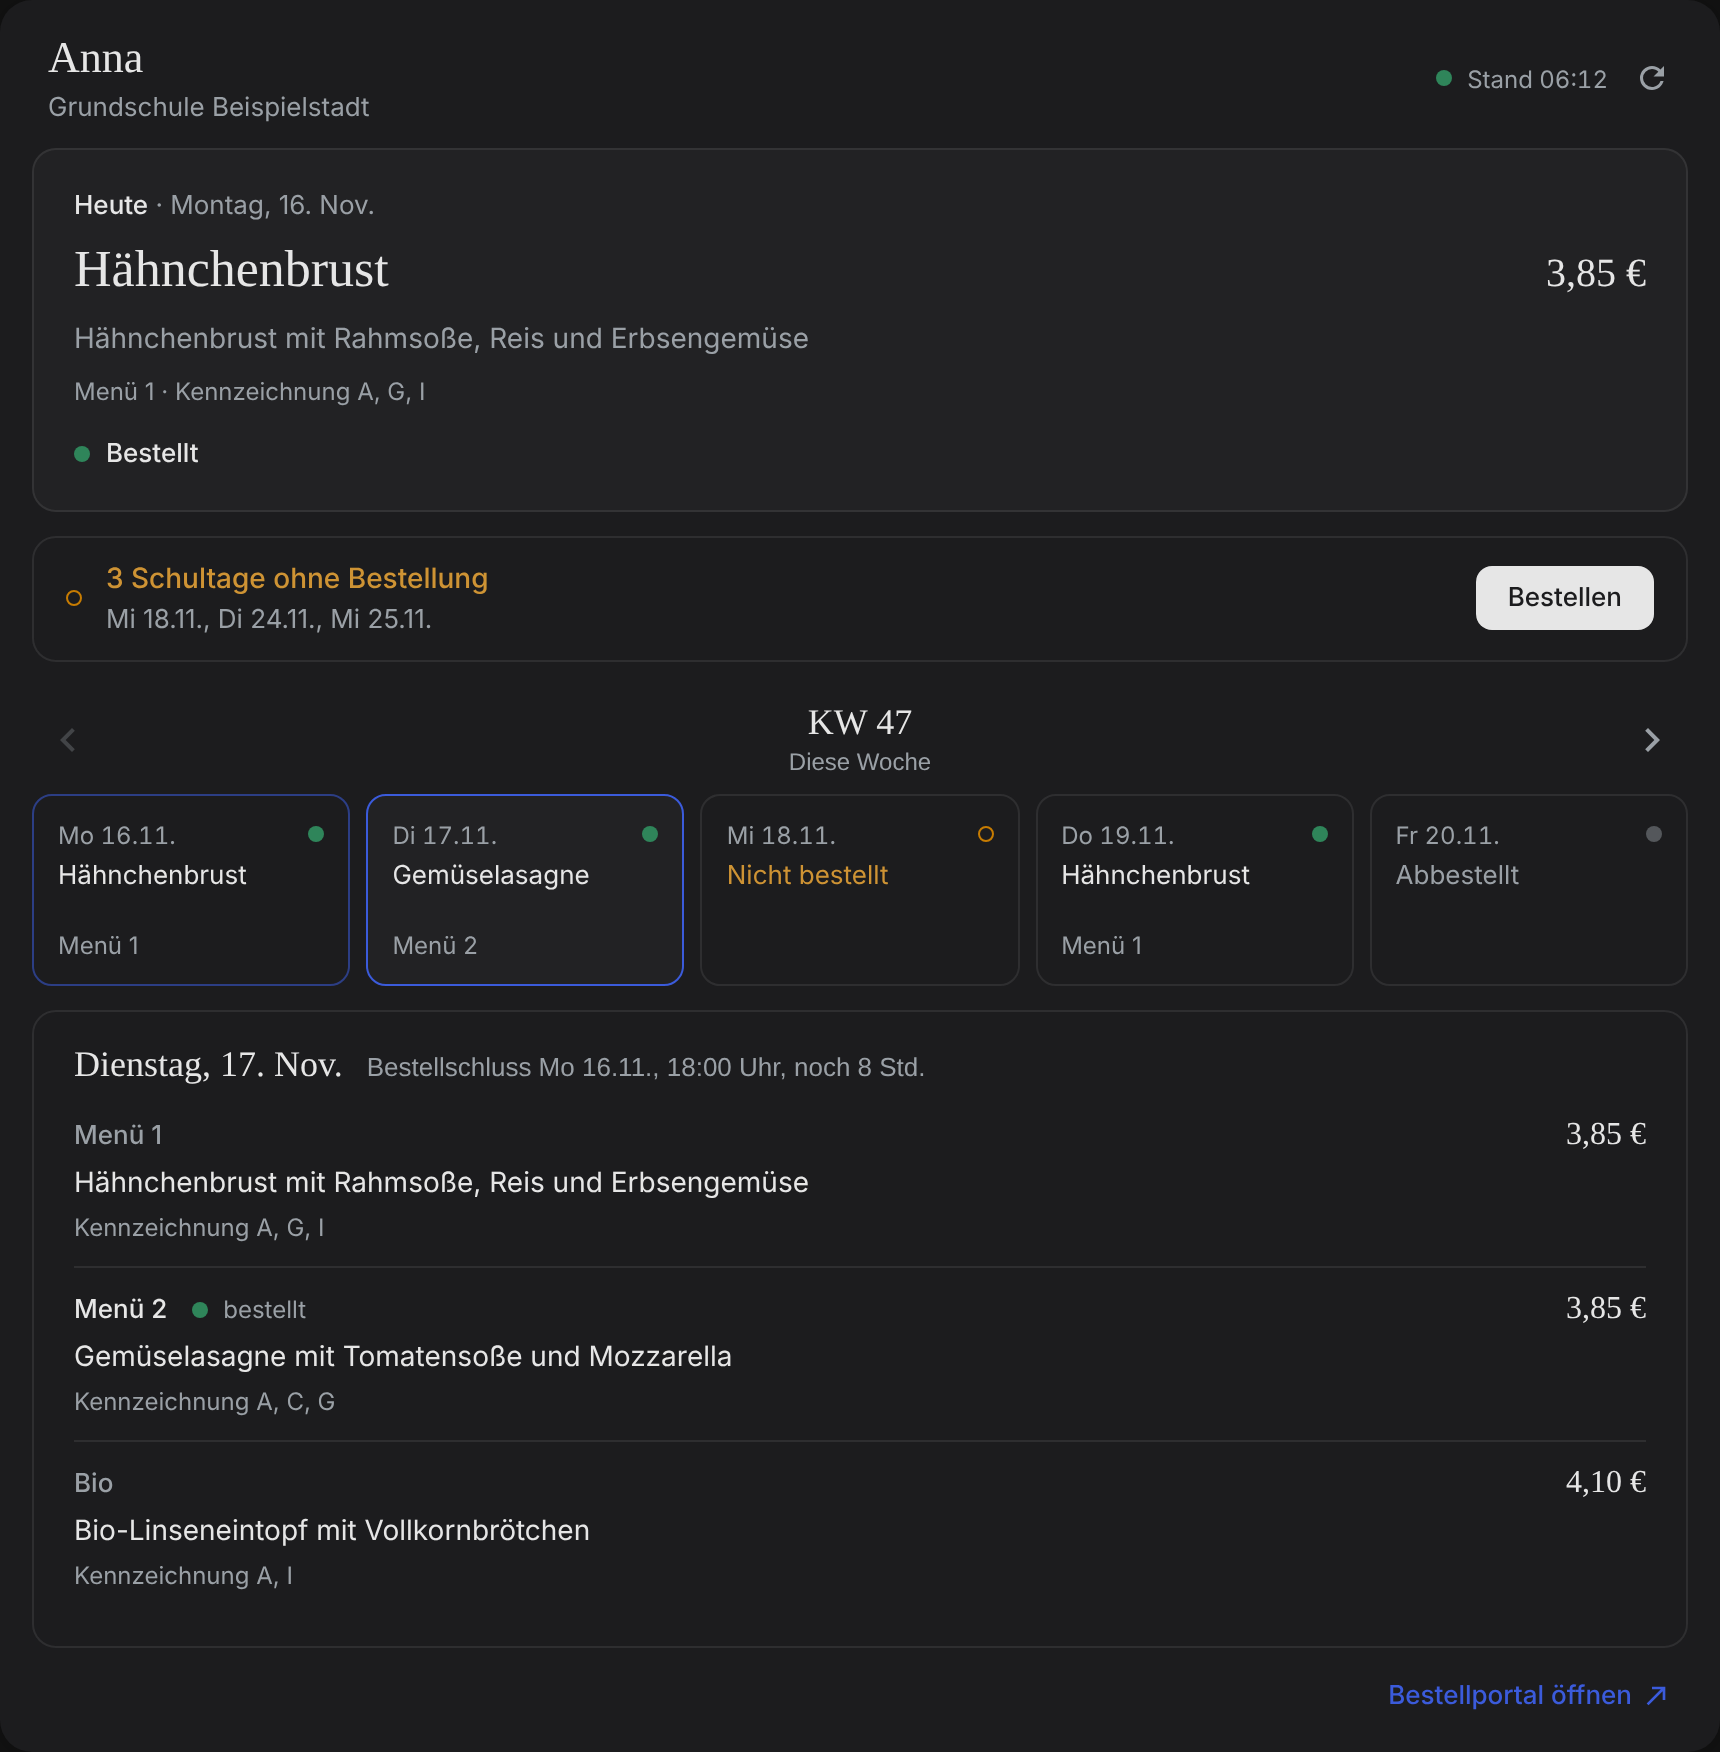 Anna
Grundschule Beispielstadt
Stand 06:12
Heute · Montag, 16. Nov.
Hähnchenbrust
3,85 €
Hähnchenbrust mit Rahmsoße, Reis und Erbsengemüse
Menü 1 · Kennzeichnung A, G, I
Bestellt
3 Schultage ohne Bestellung
Mi 18.11., Di 24.11., Mi 25.11.
Bestellen
KW 47
Diese Woche
Mo 16.11.
Hähnchenbrust
Menü 1
Di 17.11.
Gemüselasagne
Menü 2
Mi 18.11.
Nicht bestellt
Do 19.11.
Hähnchenbrust
Menü 1
Fr 20.11.
Abbestellt
Dienstag, 17. Nov. Bestellschluss Mo 16.11., 18:00 Uhr, noch 8 Std.
Menü 1 3,85 €
Hähnchenbrust mit Rahmsoße, Reis und Erbsengemüse
Kennzeichnung A, G, I
Menü 2 bestellt 3,85 €
Gemüselasagne mit Tomatensoße und Mozzarella
Kennzeichnung A, C, G
Bio 4,10 €
Bio-Linseneintopf mit Vollkornbrötchen
Kennzeichnung A, I
Bestellportal öffnen